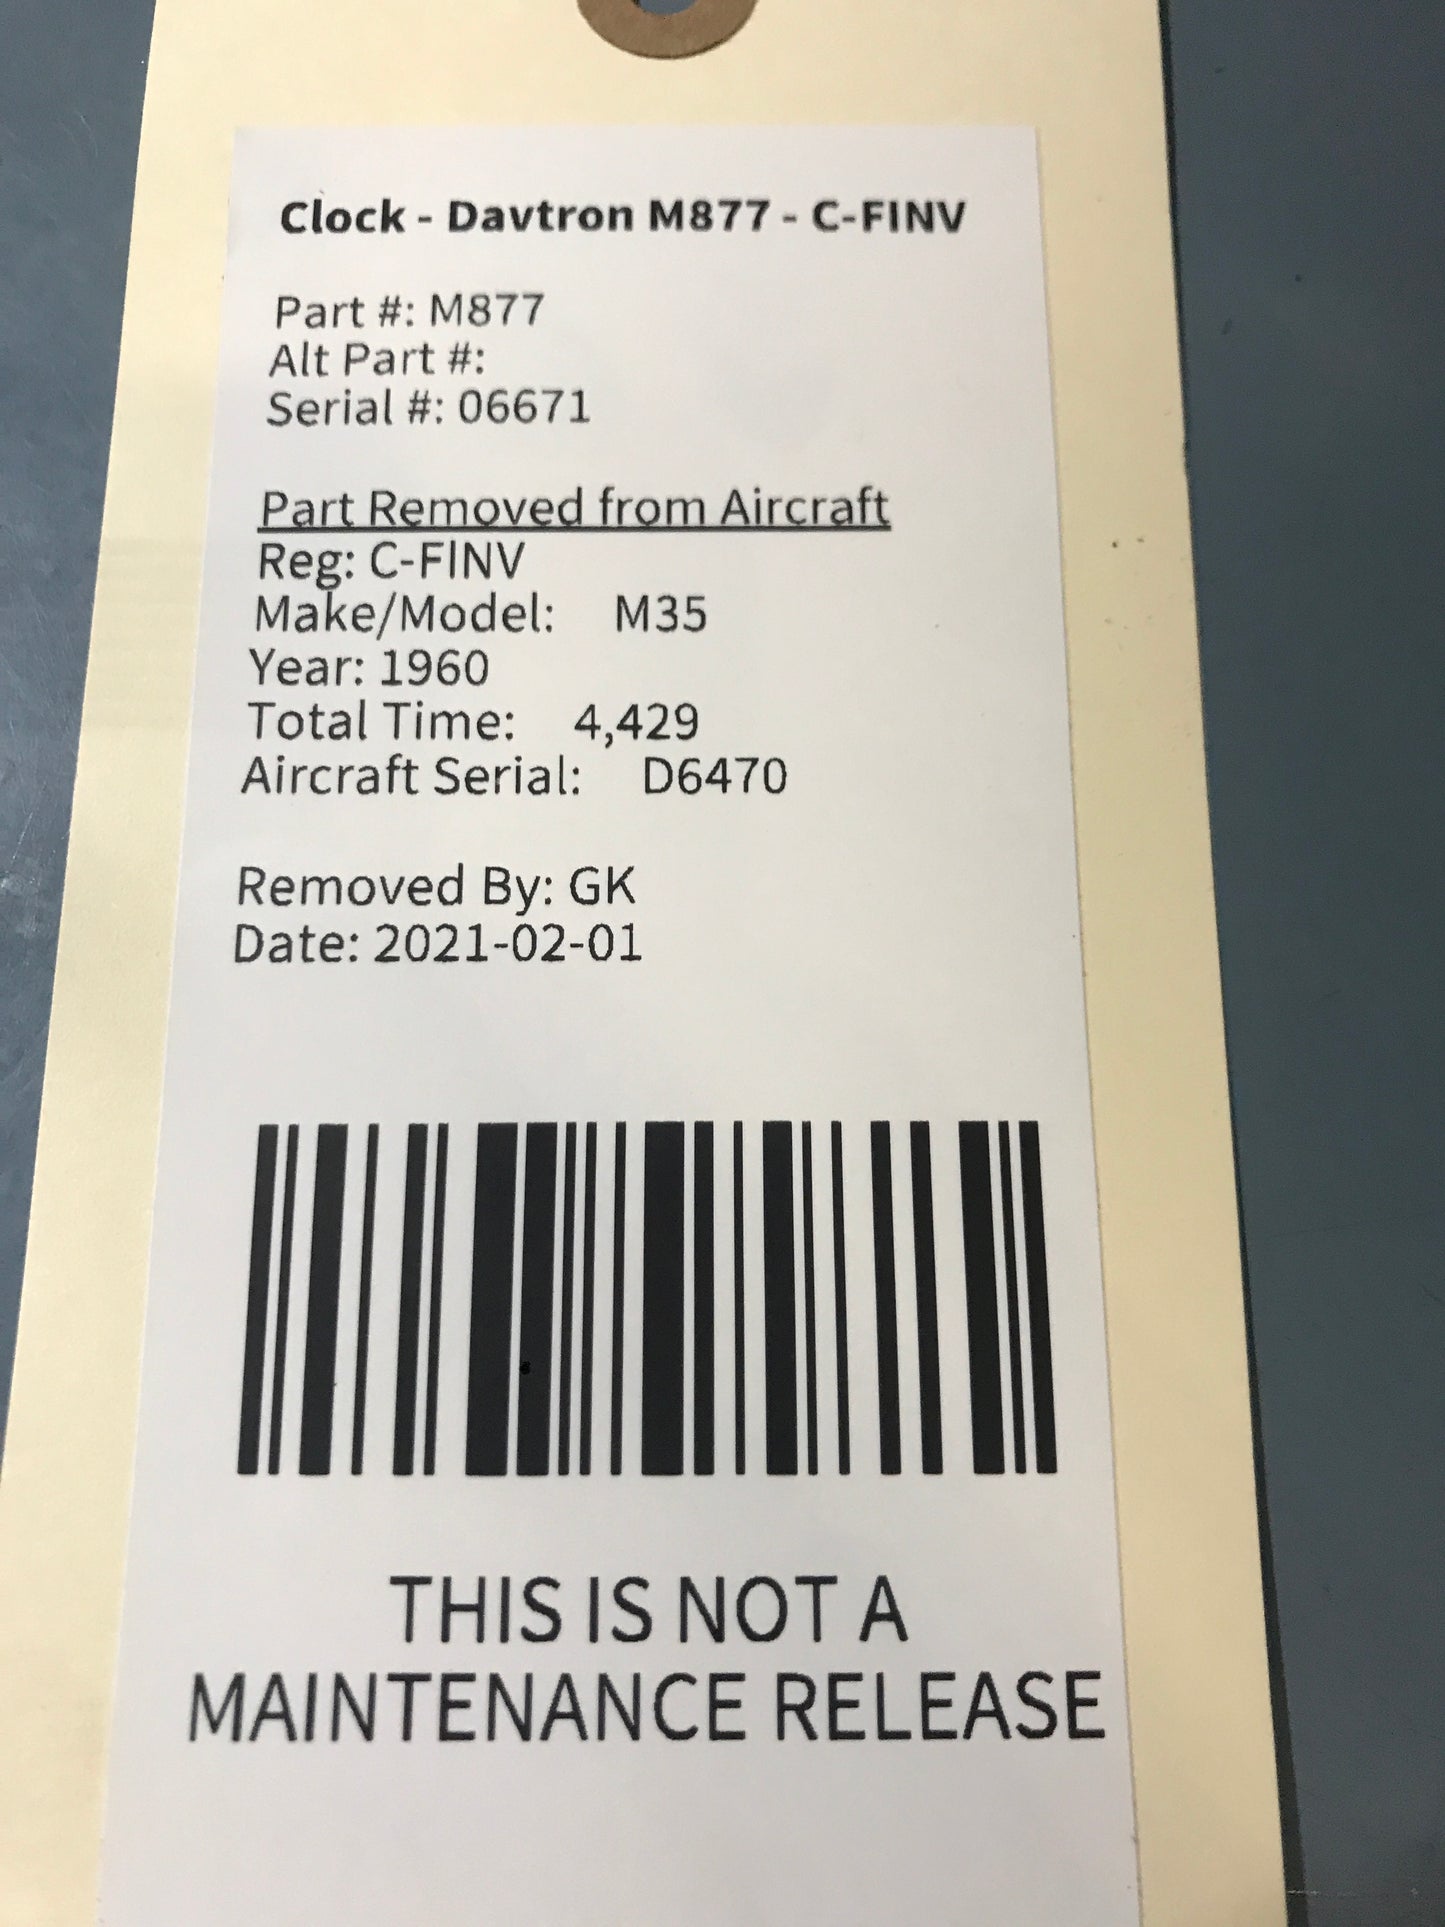 Clock - Davtron M877 - C-FINV
Part #: M877
Alt Part #:
Serial #: 06671
Part Removed from Aircraft
Reg: C-FINV
Make/Model: M35
Year: 1960
Total Time: 4,429
Aircraft Serial: D6470
Removed By: GK
Date: 2021-02-01
THIS IS NOT A
MAINTENANCE RELEASE